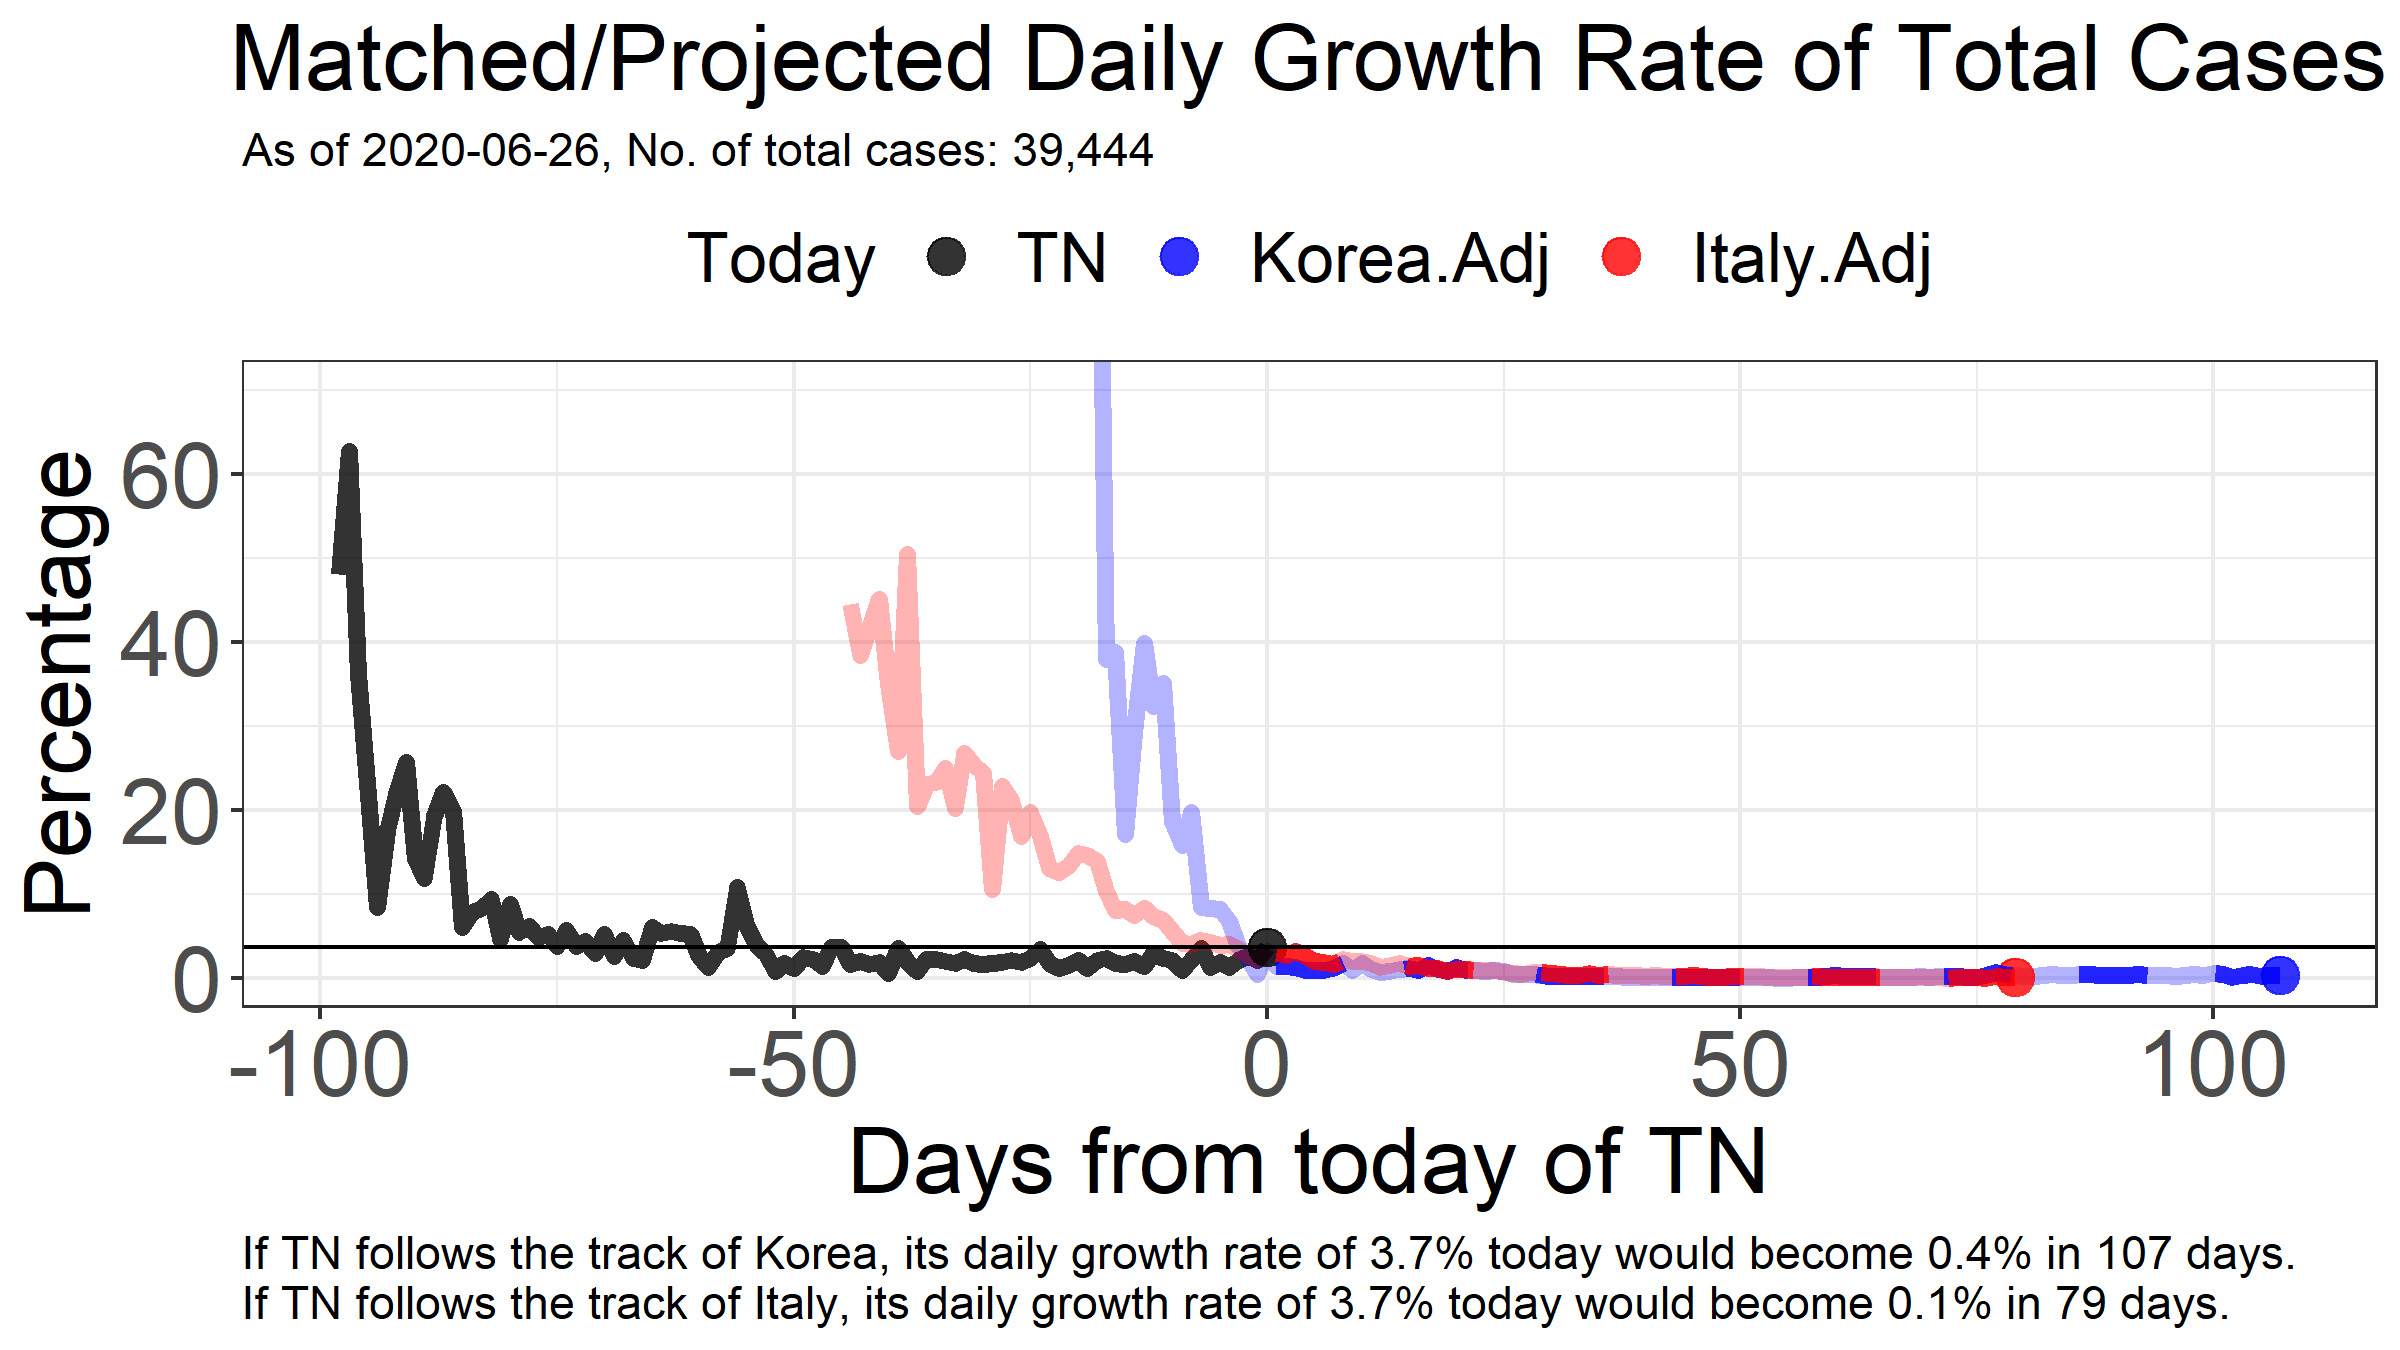 Matched/Projected Daily Growth Rate of Total Cases
As of 2020-06-26, No. of total cases: 39,444
Today TN Korea.Adj Italy.Adj
Percentage
60
40
20
0
-100 -50 0 50 100
Days from today of TN
If TN follows the track of Korea, its daily growth rate of 3.7% today would become 0.4% in 107 days.
If TN follows the track of Italy, its daily growth rate of 3.7% today would become 0.1% in 79 days.